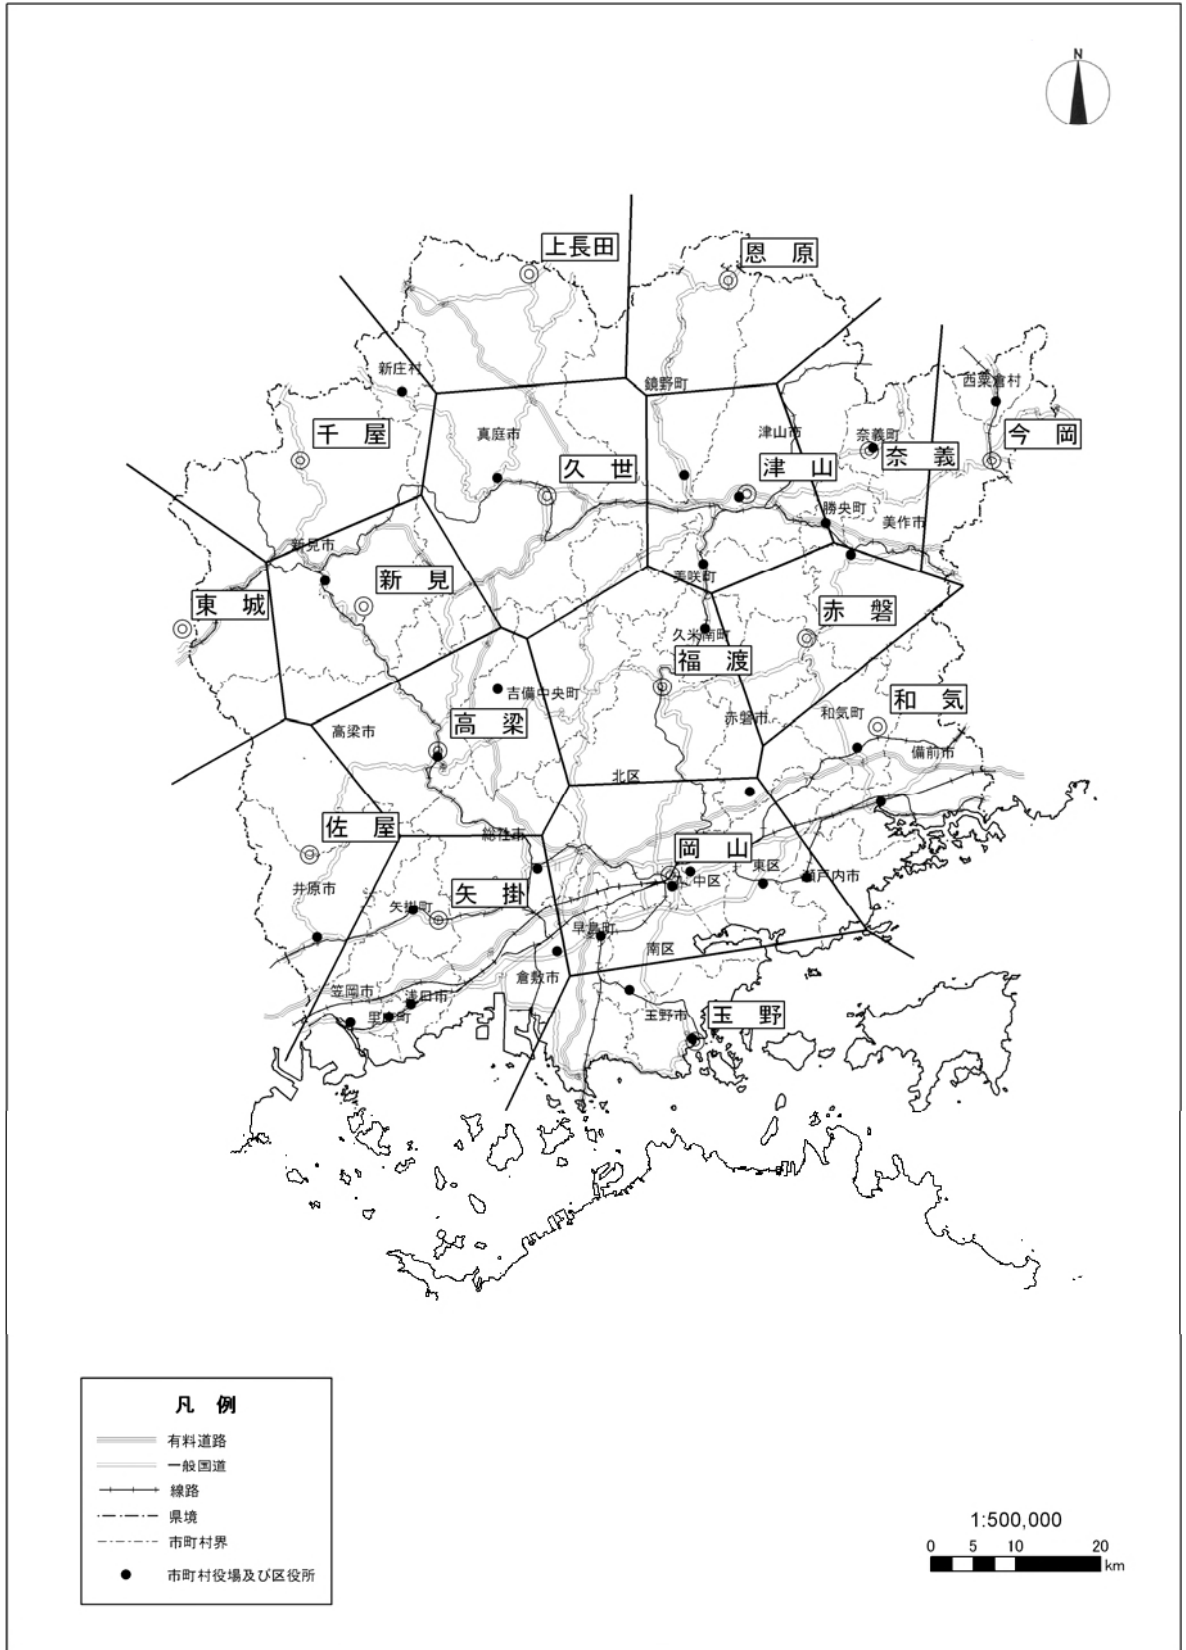 N
上長田
恩　原
新庄村
鏡野町
西粟倉村
千　屋
真庭市
津山市
奈義町
今　岡
久　世
津　山
奈　義
勝央町
美作市
新見市
新　見
美咲町
東　城
赤　磐
久米南町
福　渡
吉備中央町
和　気
高　梁
赤磐市
和気町
高梁市
備前市
北区
佐　屋
総社市
岡　山
東区
瀬戸内市
中区
井原市
矢　掛
矢掛町
早島町
南区
倉敷市
笠岡市
浅口市
里庄町
玉野市
玉　野
凡　例
有料道路
一般国道
線路
県境
市町村界
市町村役場及び区役所
1:500,000
0 5 10 20
km